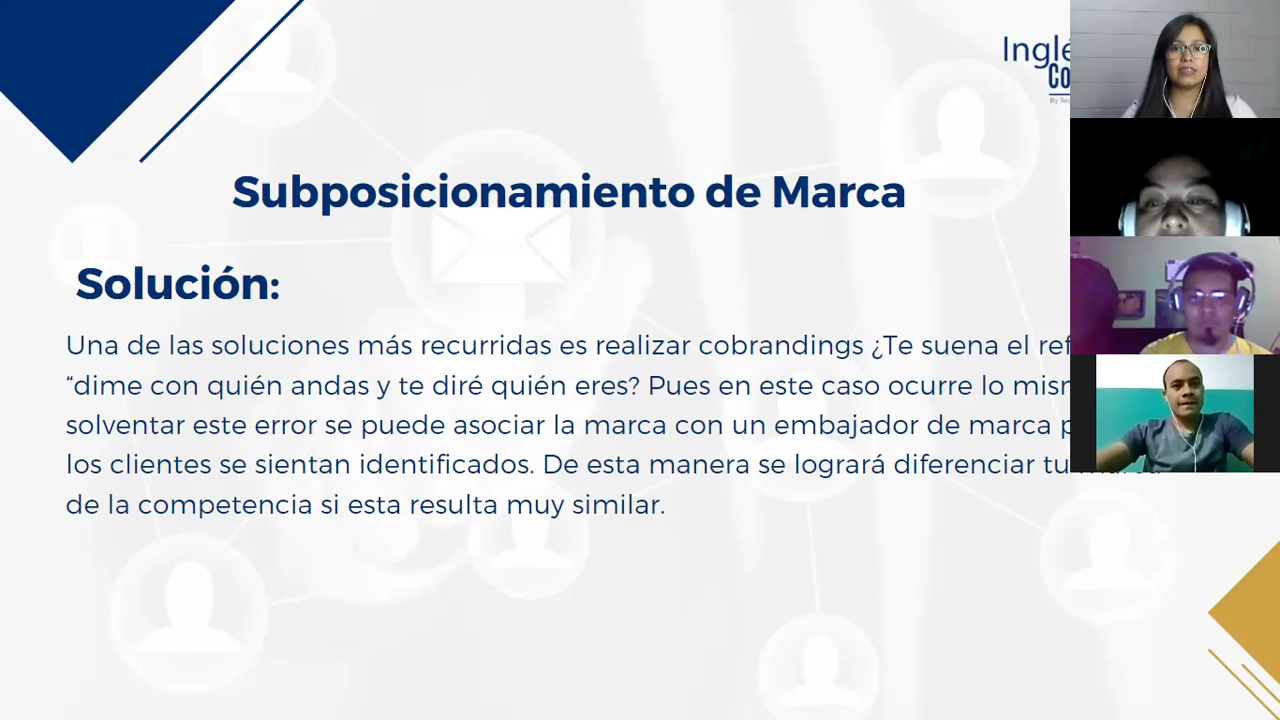 Subposicionamiento de Marca
Solución:
Una de las soluciones más recurridas es realizar cobrandings ¿Te suena el
“dime con quién andas y te diré quién eres? Pues en este caso ocurre lo
solventar este error se puede asociar la marca con un embajador de marca
los clientes se sientan identificados. De esta manera se logrará diferenciar tu
de la competencia si esta resulta muy similar.